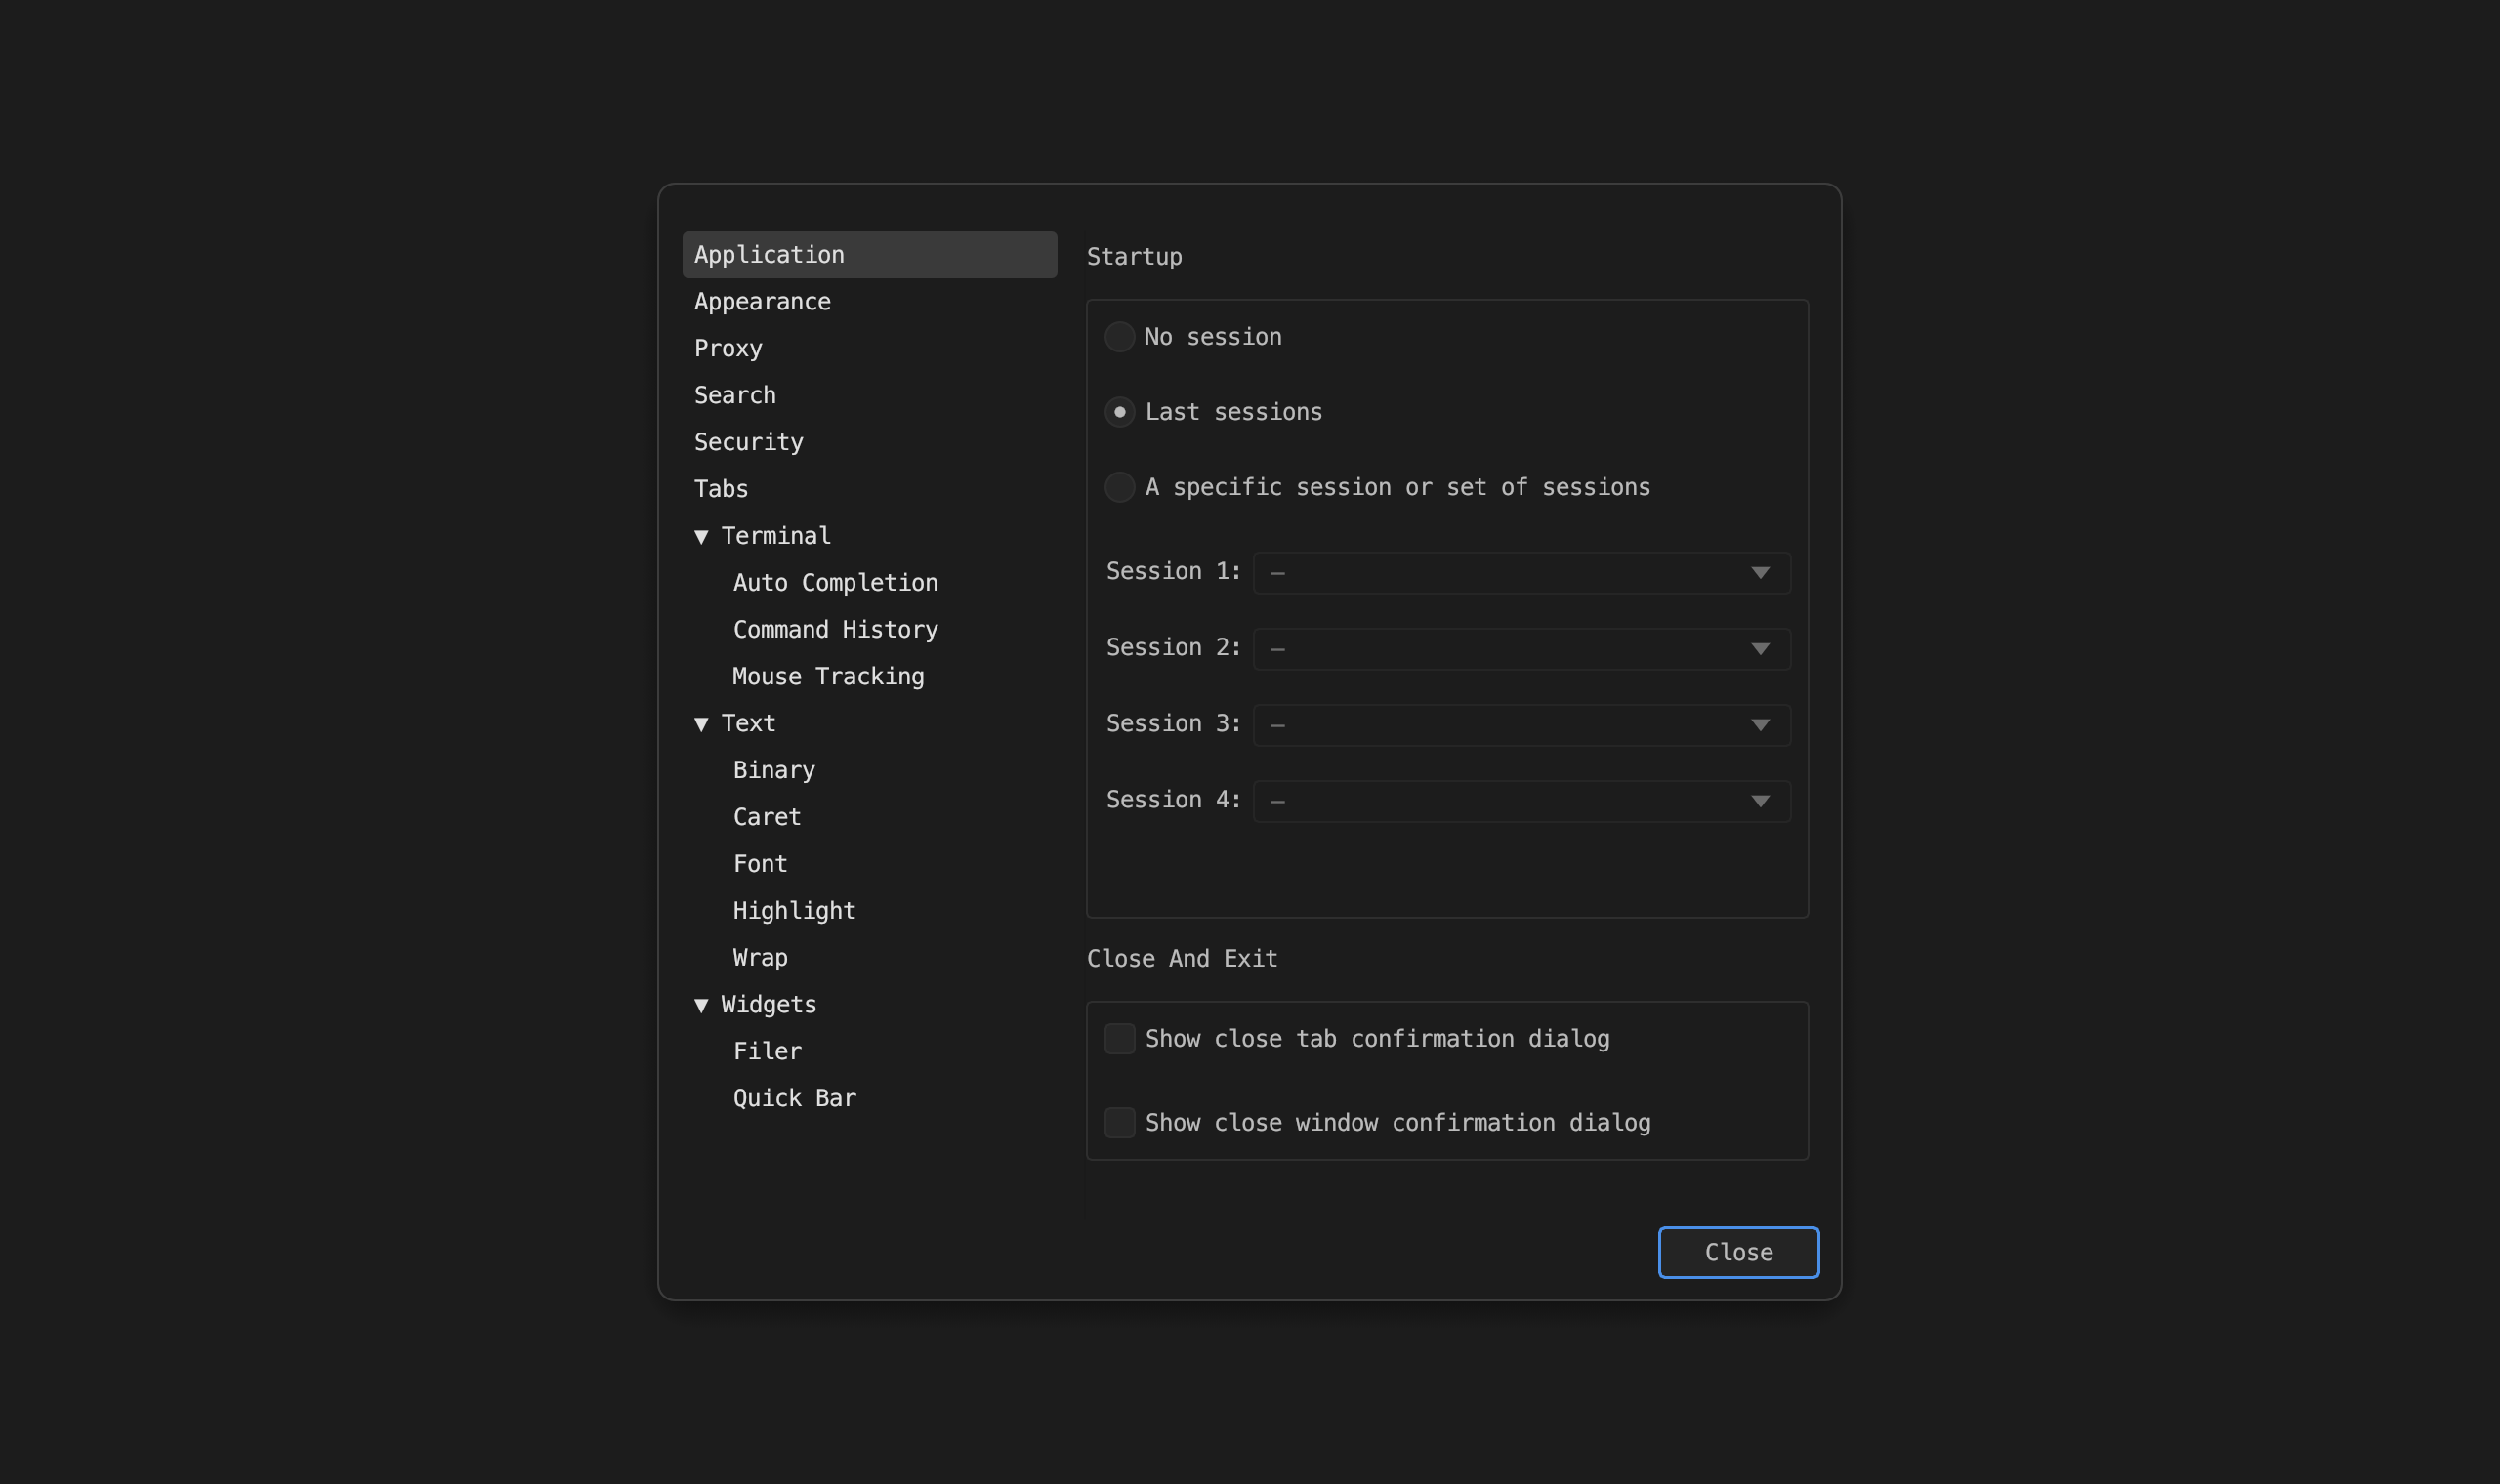 Application
Appearance
Proxy
Search
Security
Tabs
▼ Terminal
Auto Completion
Command History
Mouse Tracking
▼ Text
Binary
Caret
Font
Highlight
Wrap
▼ Widgets
Filer
Quick Bar
Startup
No session
Last sessions
A specific session or set of sessions
Session 1: –
Session 2: –
Session 3: –
Session 4: –
Close And Exit
Show close tab confirmation dialog
Show close window confirmation dialog
Close